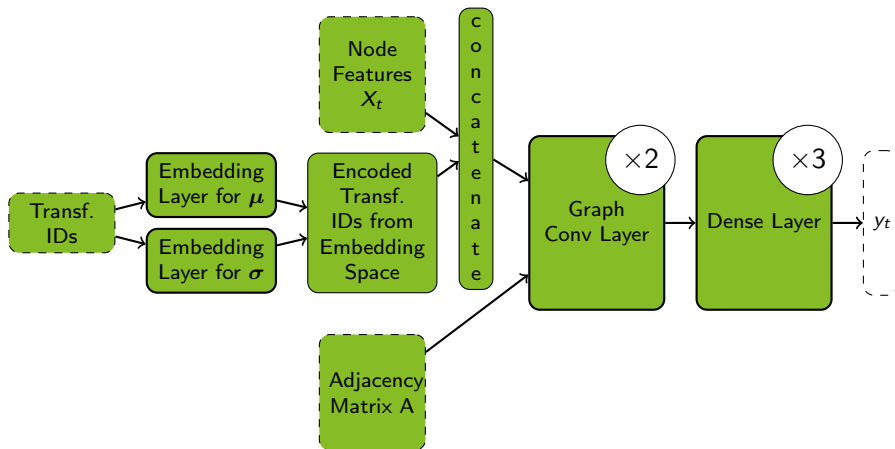 Node
Features
X_t
c
o
n
c
a
t
e
n
a
t
e
Transf.
IDs
Embedding
Layer for μ
Embedding
Layer for σ
Encoded
Transf.
IDs from
Embedding
Space
Adjacency
Matrix A
Graph
Conv Layer
×2
Dense Layer
×3
y_t